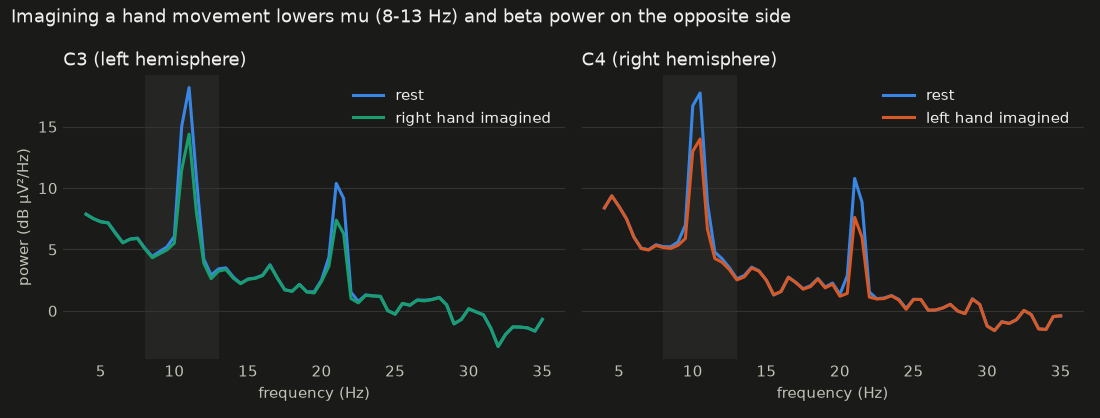 Imagining a hand movement lowers mu (8-13 Hz) and beta power on the opposite side
C3 (left hemisphere)
rest
right hand imagined
power (dB µV²/Hz)
15
10
5
0
5 10 15 20 25 30 35
frequency (Hz)
C4 (right hemisphere)
rest
left hand imagined
5 10 15 20 25 30 35
frequency (Hz)